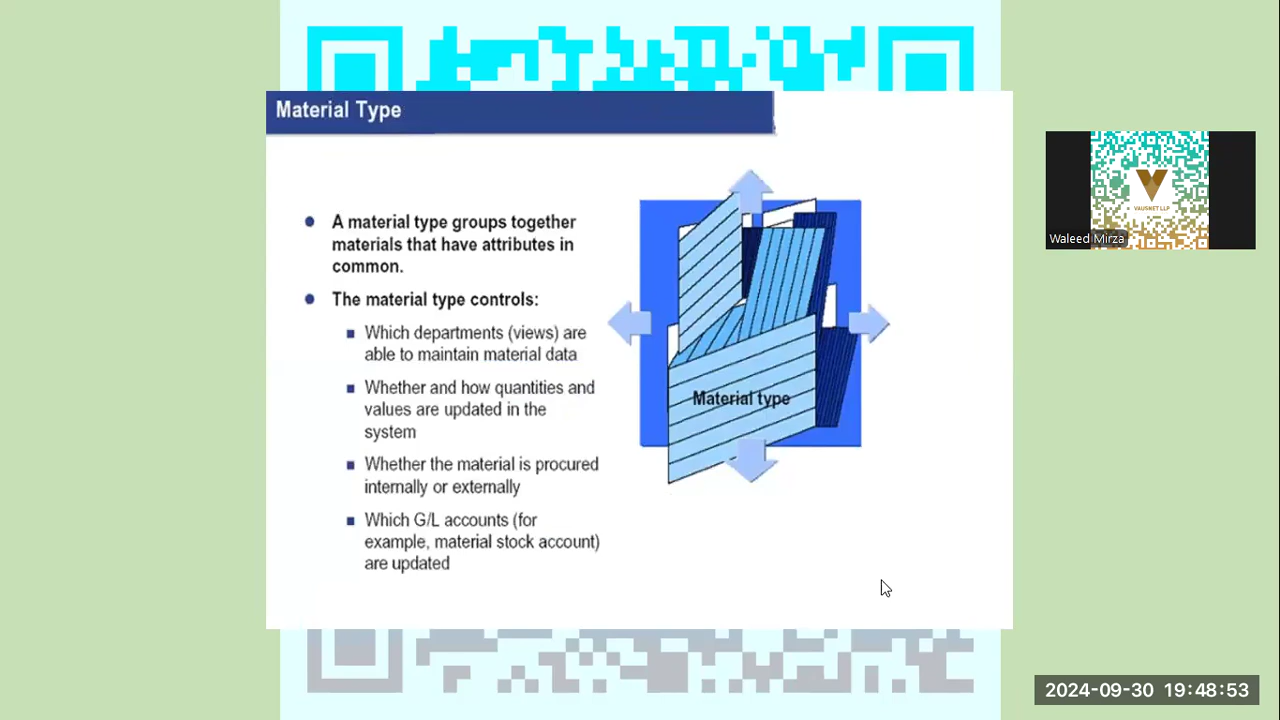 Material Type
A material type groups together
materials that have attributes in
common.
The material type controls:
Which departments (views) are
able to maintain material data
Whether and how quantities and
values are updated in the
system
Whether the material is procured
internally or externally
Which G/L accounts (for
example, material stock account)
are updated
Material type
VAUSNET LLP
Waleed Mirza
2024-09-30 19:48:53